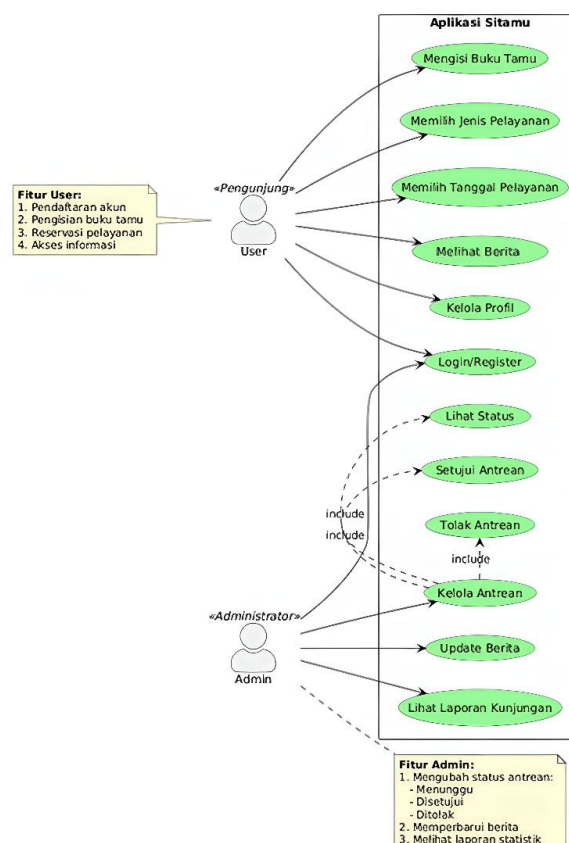 Aplikasi Sitamu
Mengisi Buku Tamu
Memilih Jenis Pelayanan
Memilih Tanggal Pelayanan
Melihat Berita
Kelola Profil
Login/Register
Lihat Status
Setujui Antrean
Tolak Antrean
Kelola Antrean
Update Berita
Lihat Laporan Kunjungan
«Pengunjung»
User
Fitur User:
1. Pendaftaran akun
2. Pengisian buku tamu
3. Reservasi pelayanan
4. Akses informasi
include
include
include
«Administrator»
Admin
Fitur Admin:
1. Mengubah status antrean:
- Menunggu
- Disetujui
- Ditolak
2. Memperbarui berita
3. Melihat laporan statistik